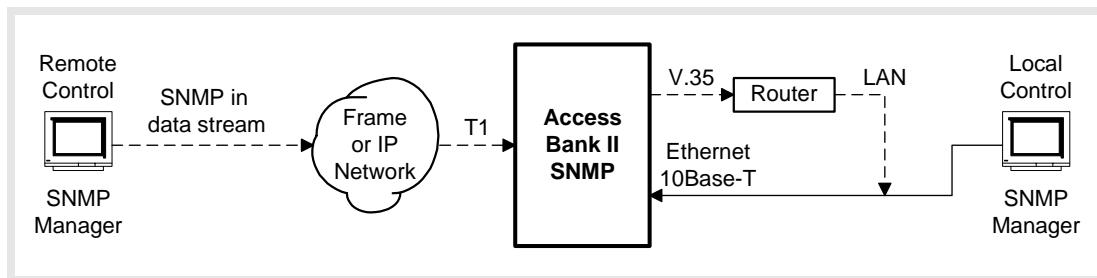 Remote
Control
SNMP
Manager
SNMP in
data stream
Frame
or IP
Network
T1
Access
Bank II
SNMP
V.35
Router
LAN
Ethernet
10Base-T
Local
Control
SNMP
Manager